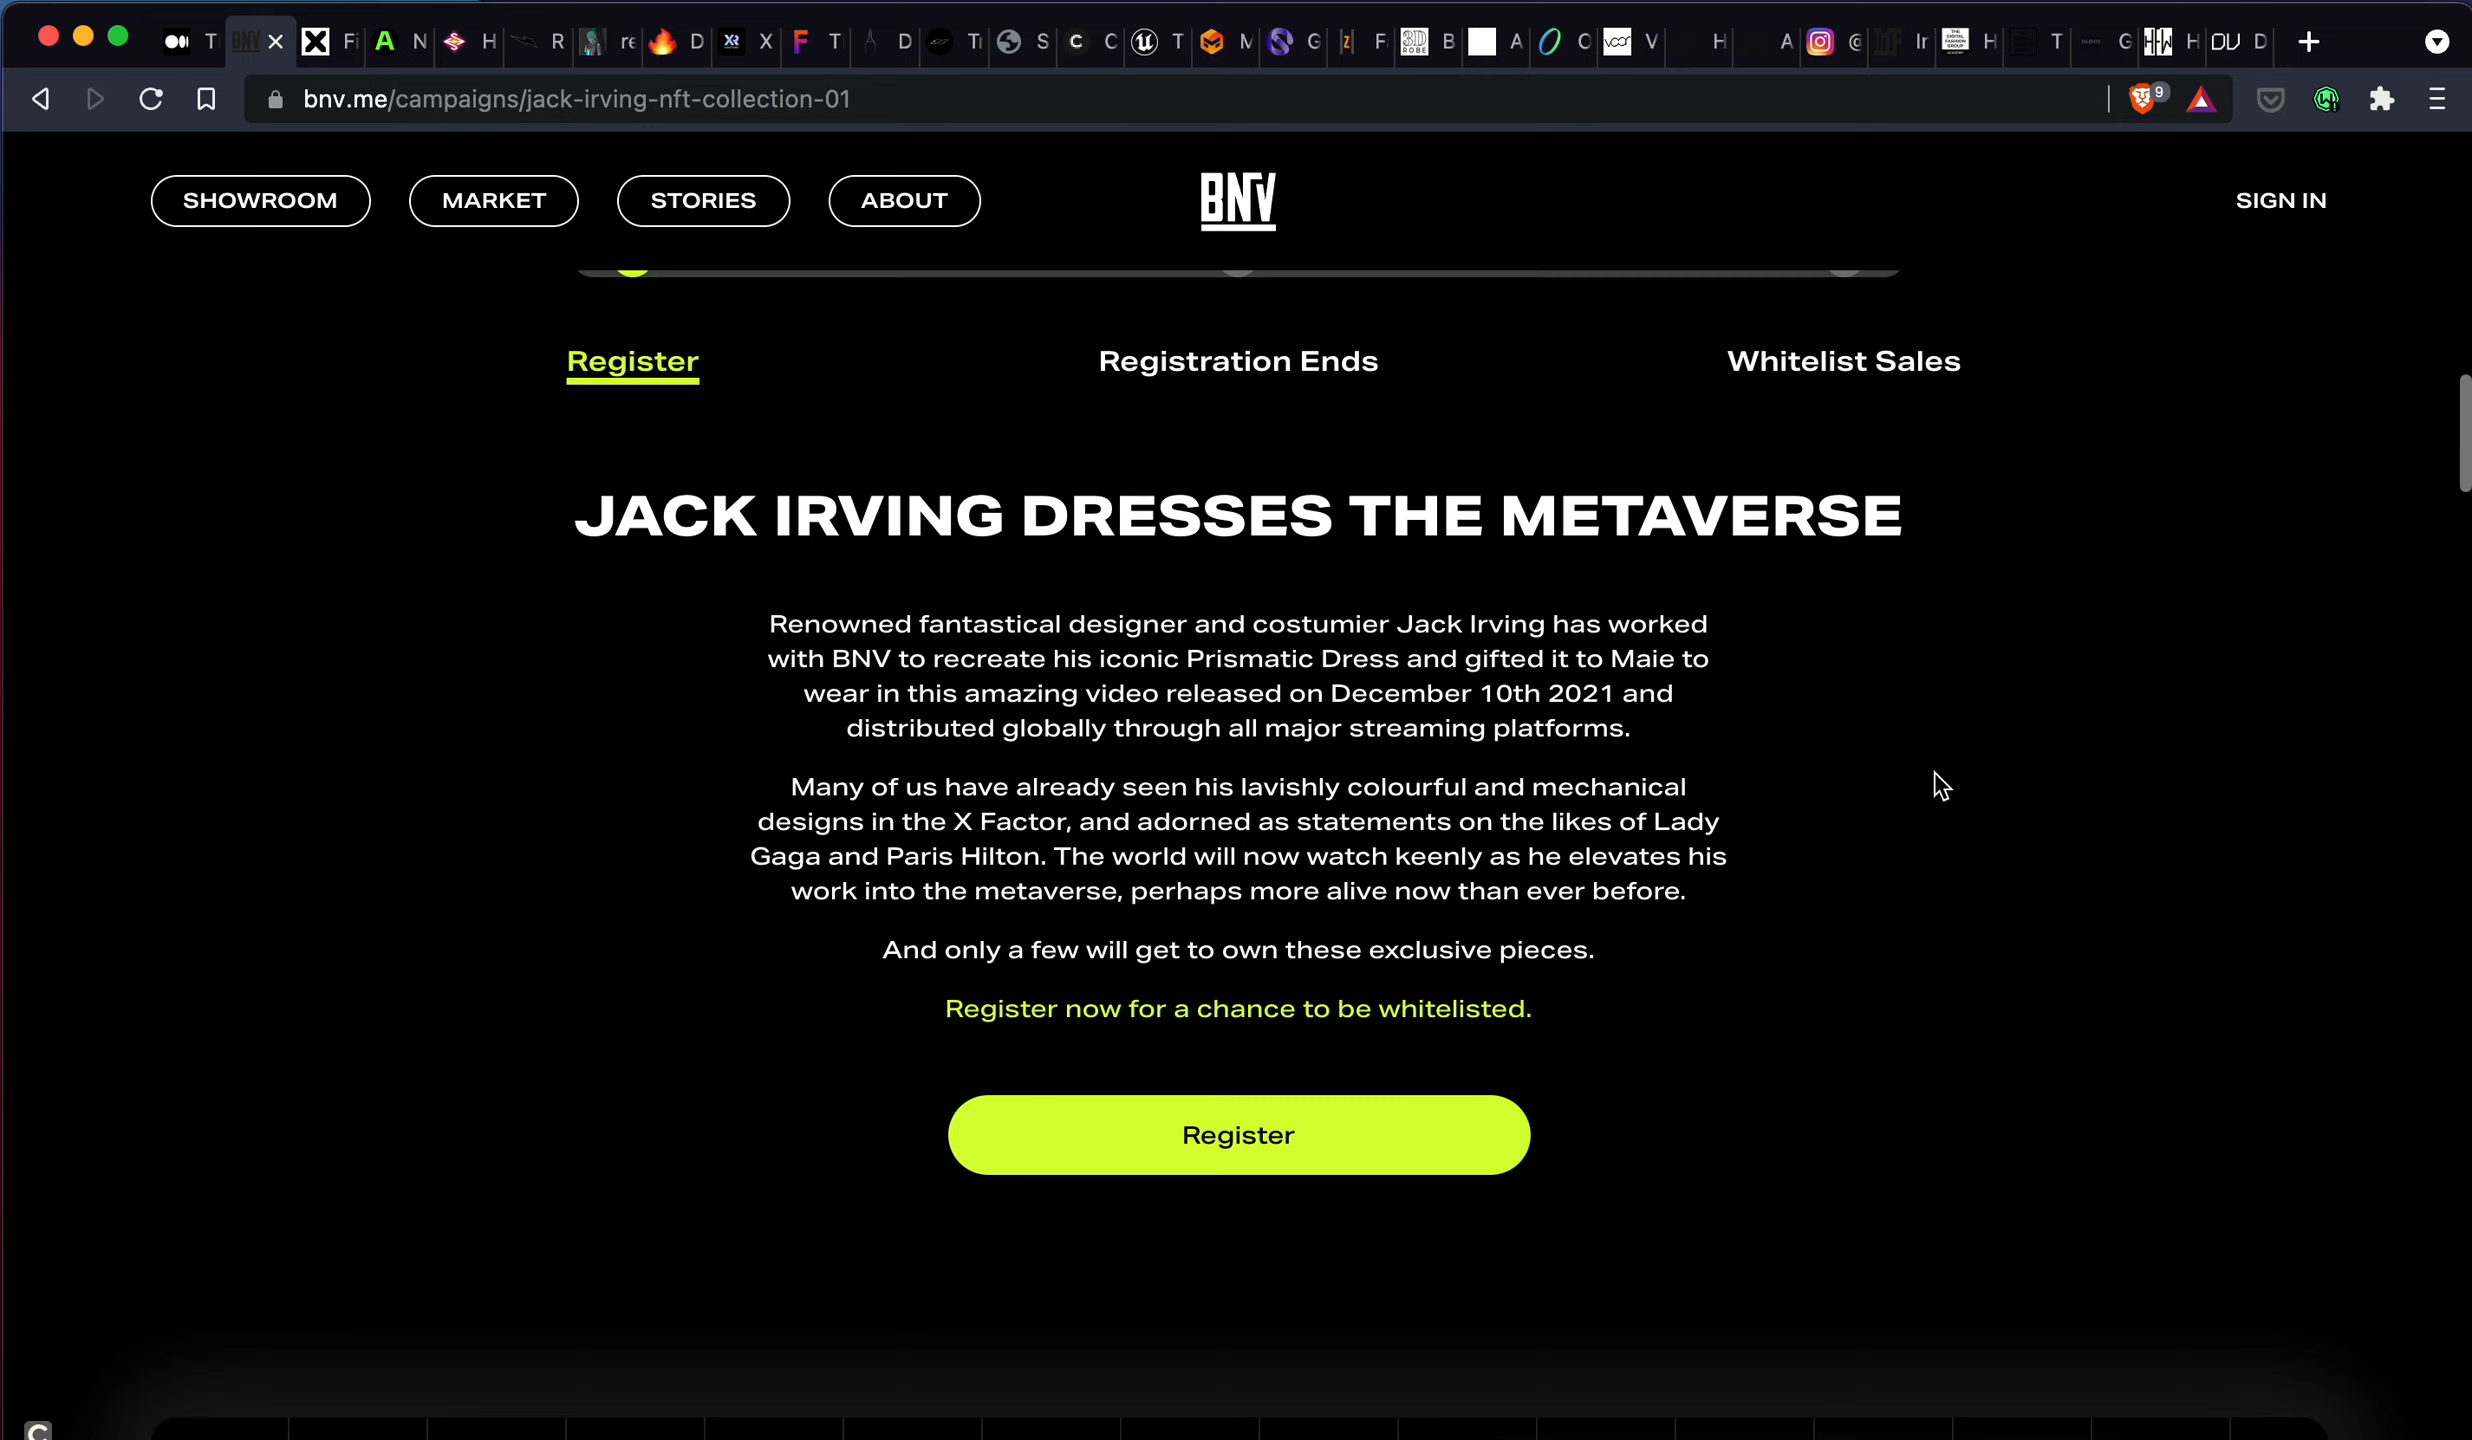 T
Fi
N
H
R
re
D
X
T
D
T
S
C
T
M
G
F
B
A
O
V
H
A
@
Ir
H
T
G
H
D
bnv.me/campaigns/jack-irving-nft-collection-01
9
SHOWROOM
MARKET
STORIES
ABOUT
BNV
SIGN IN
Register
Registration Ends
Whitelist Sales
JACK IRVING DRESSES THE METAVERSE
Renowned fantastical designer and costumier Jack Irving has worked
with BNV to recreate his iconic Prismatic Dress and gifted it to Maie to
wear in this amazing video released on December 10th 2021 and
distributed globally through all major streaming platforms.
Many of us have already seen his lavishly colourful and mechanical
designs in the X Factor, and adorned as statements on the likes of Lady
Gaga and Paris Hilton. The world will now watch keenly as he elevates his
work into the metaverse, perhaps more alive now than ever before.
And only a few will get to own these exclusive pieces.
Register now for a chance to be whitelisted.
Register